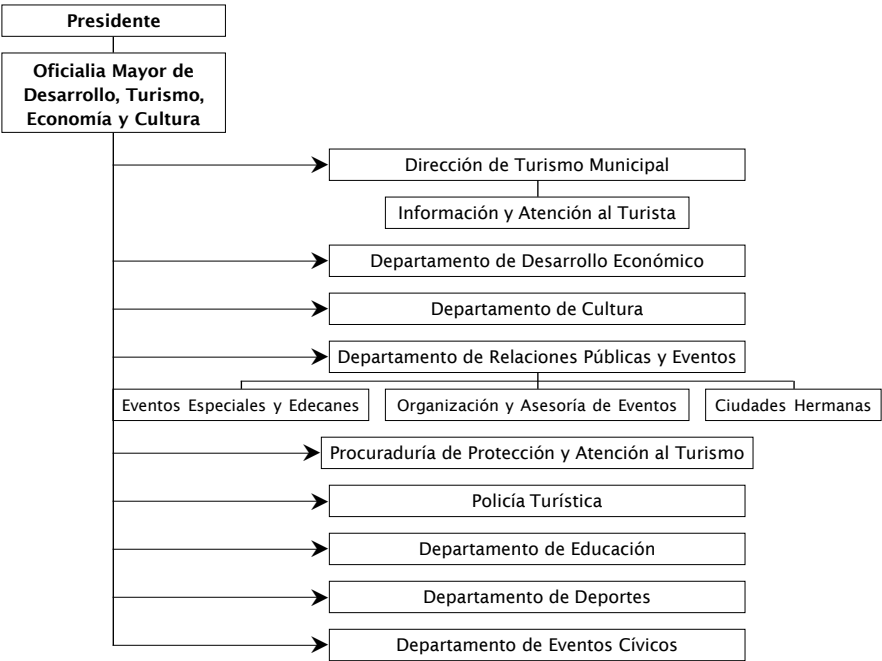 Presidente
Oficialia Mayor de
Desarrollo, Turismo,
Economía y Cultura
Dirección de Turismo Municipal
Información y Atención al Turista
Departamento de Desarrollo Económico
Departamento de Cultura
Departamento de Relaciones Públicas y Eventos
Eventos Especiales y Edecanes
Organización y Asesoría de Eventos
Ciudades Hermanas
Procuraduría de Protección y Atención al Turismo
Policía Turística
Departamento de Educación
Departamento de Deportes
Departamento de Eventos Cívicos